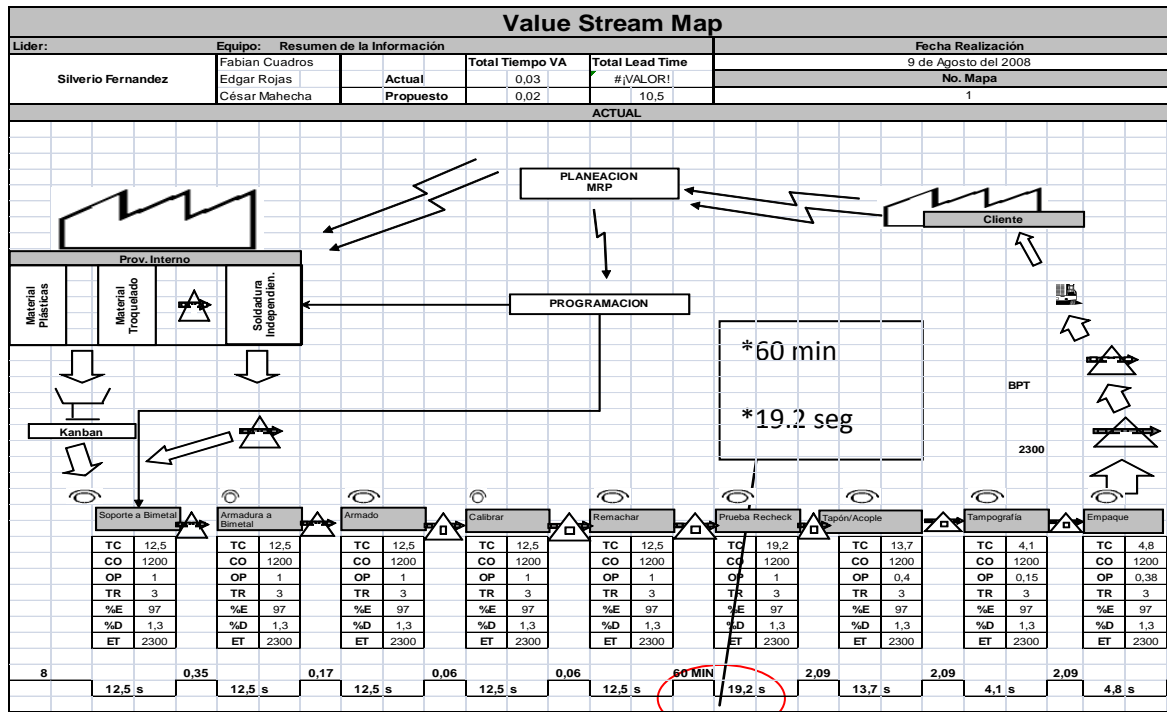 Value Stream Map
Lider: Equipo: Resumen de la Información Fecha Realización
Silverio Fernandez Fabian Cuadros Total Tiempo VA Total Lead Time 9 de Agosto del 2008
Edgar Rojas Actual 0,03 #¡VALOR! No. Mapa
César Mahecha Propuesto 0,02 10,5 1
ACTUAL
PLANEACION
MRP
Cliente
Prov. Interno
Material
Plásticas
Material
Troquelado
Soldadura
Independien.
PROGRAMACION
*60 min
*19.2 seg
BPT
Kanban
2300
Soporte a Bimetal Armadura a
Bimetal Armado Calibrar Remachar Prueba Recheck Tapón/Acople Tampografía Empaque
TC 12,5 TC 12,5 TC 12,5 TC 12,5 TC 12,5 TC 19,2 TC 13,7 TC 4,1 TC 4,8
CO 1200 CO 1200 CO 1200 CO 1200 CO 1200 CO 1200 CO 1200 CO 1200 CO 1200
OP 1 OP 1 OP 1 OP 1 OP 1 OP 1 OP 0,4 OP 0,15 OP 0,38
TR 3 TR 3 TR 3 TR 3 TR 3 TR 3 TR 3 TR 3 TR 3
%E 97 %E 97 %E 97 %E 97 %E 97 %E 97 %E 97 %E 97 %E 97
%D 1,3 %D 1,3 %D 1,3 %D 1,3 %D 1,3 %D 1,3 %D 1,3 %D 1,3 %D 1,3
ET 2300 ET 2300 ET 2300 ET 2300 ET 2300 ET 2300 ET 2300 ET 2300 ET 2300
8 0,35 0,17 0,06 0,06 60 MIN 2,09 2,09 2,09
12,5 s 12,5 s 12,5 s 12,5 s 12,5 s 19,2 s 13,7 s 4,1 s 4,8 s